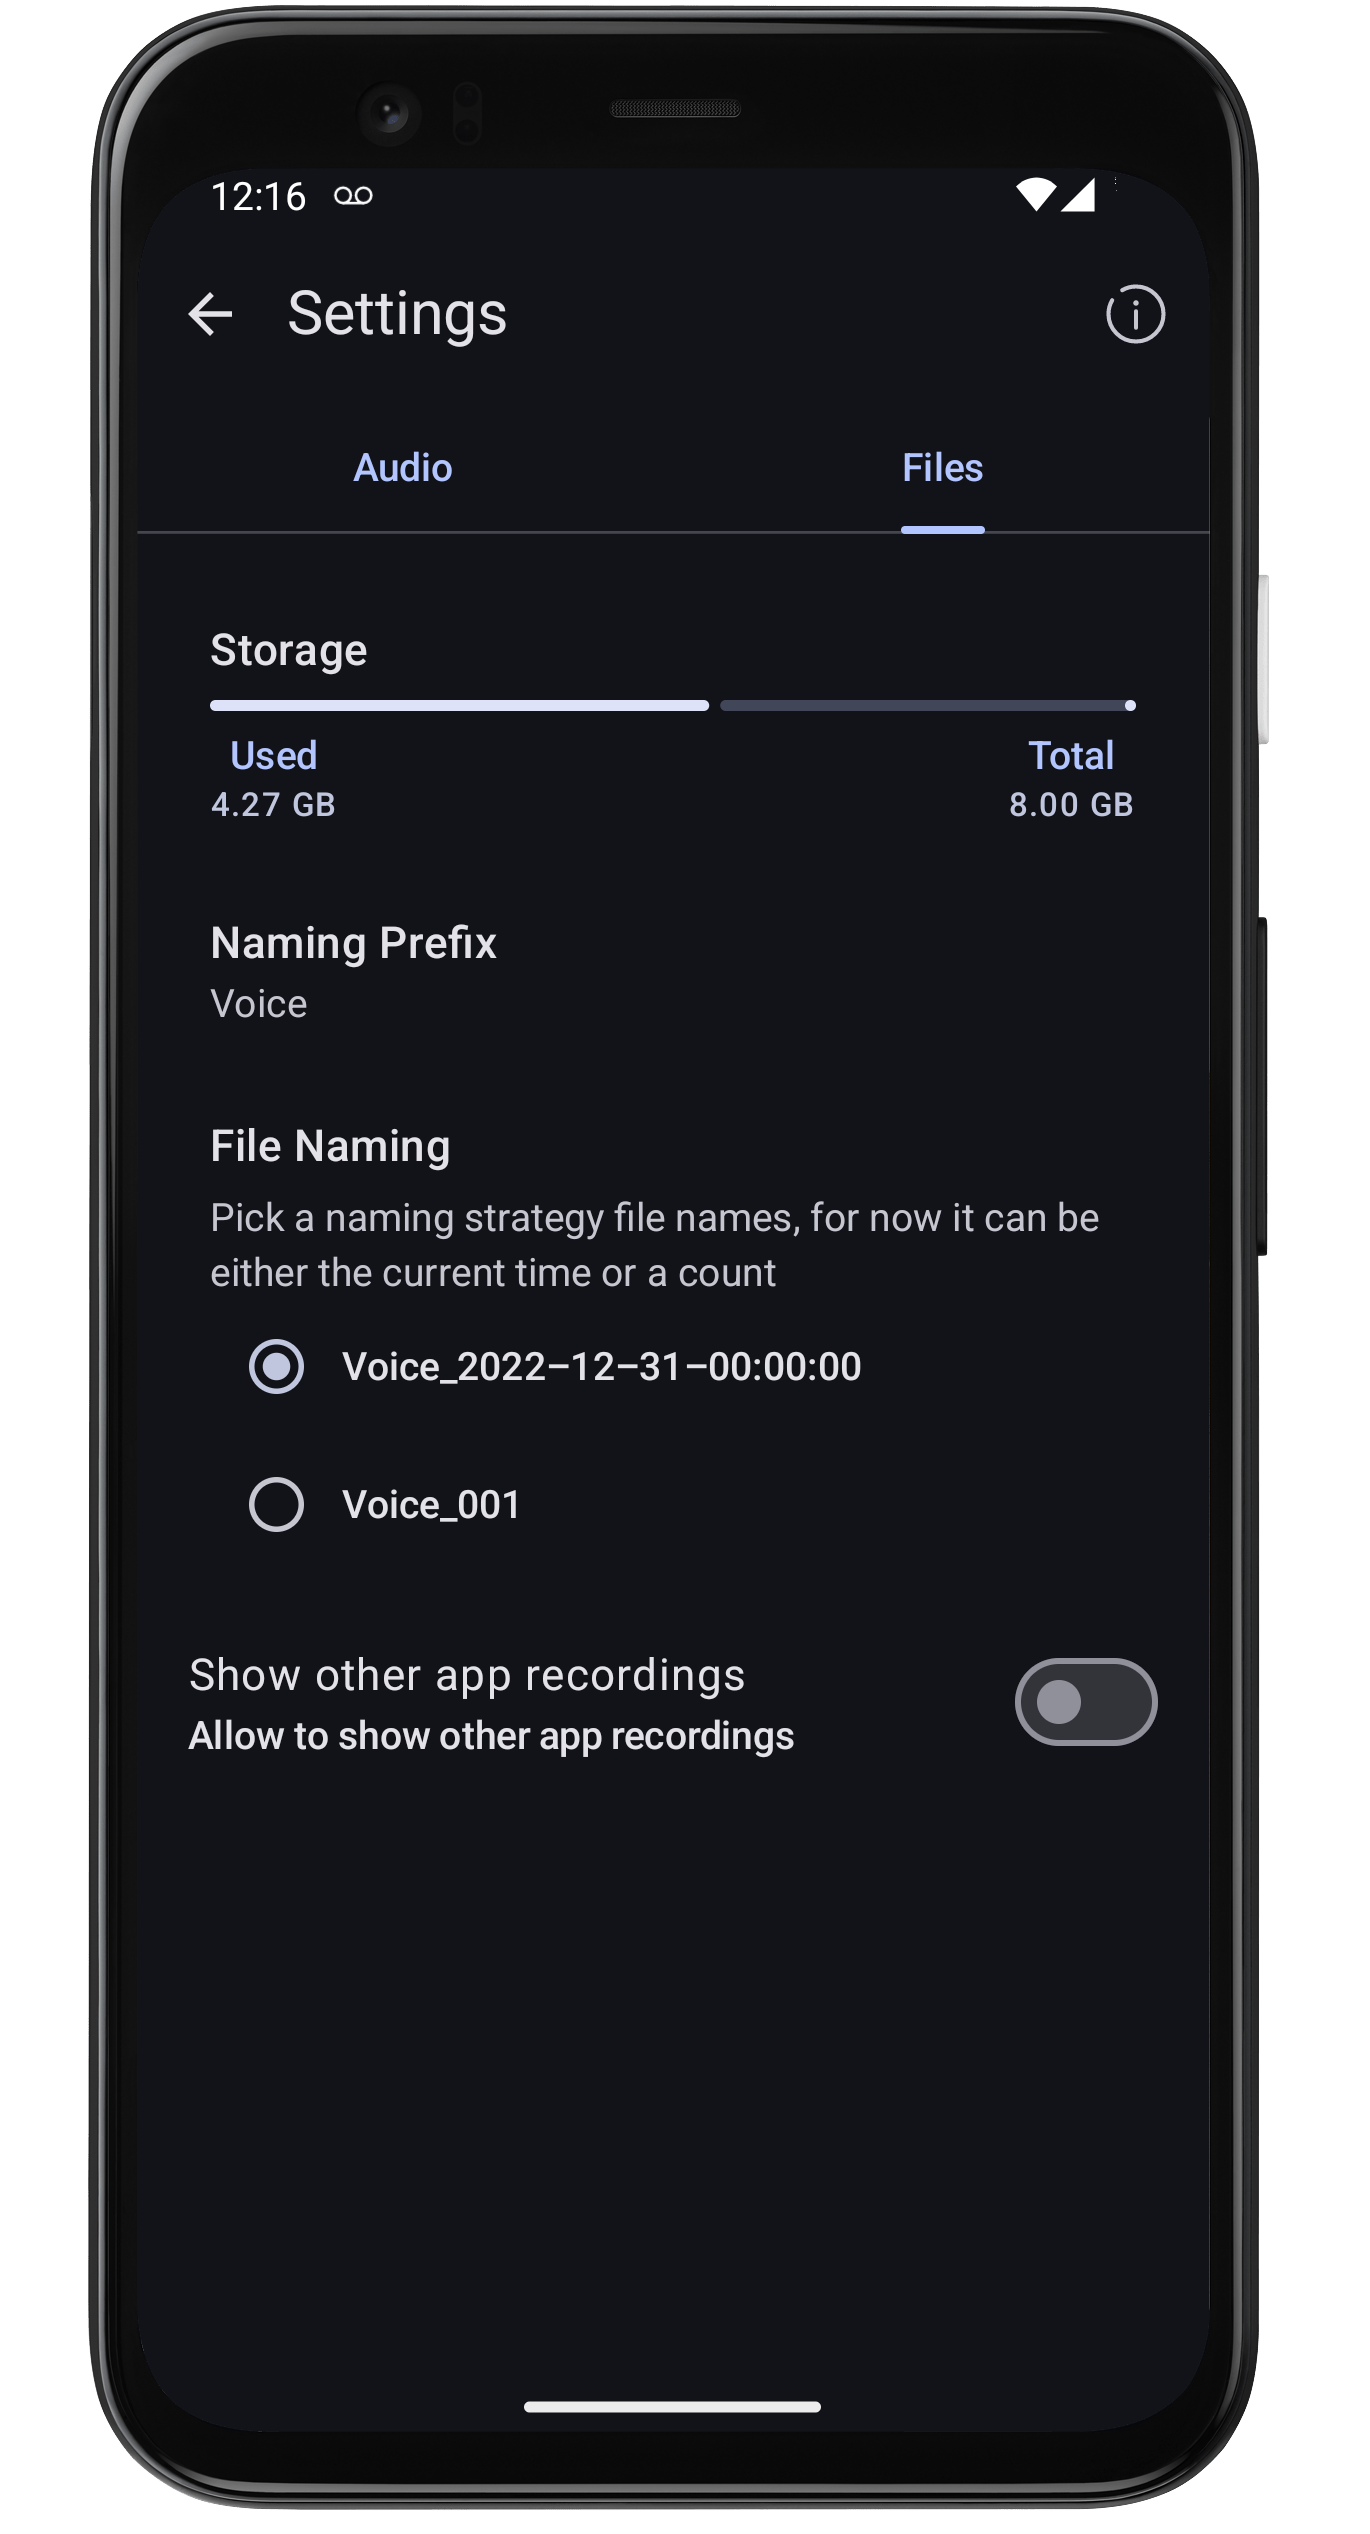 12:16
Settings
Audio Files
Storage
Used Total
4.27 GB 8.00 GB
Naming Prefix
Voice
File Naming
Pick a naming strategy file names, for now it can be
either the current time or a count
Voice_2022–12–31–00:00:00
Voice_001
Show other app recordings
Allow to show other app recordings